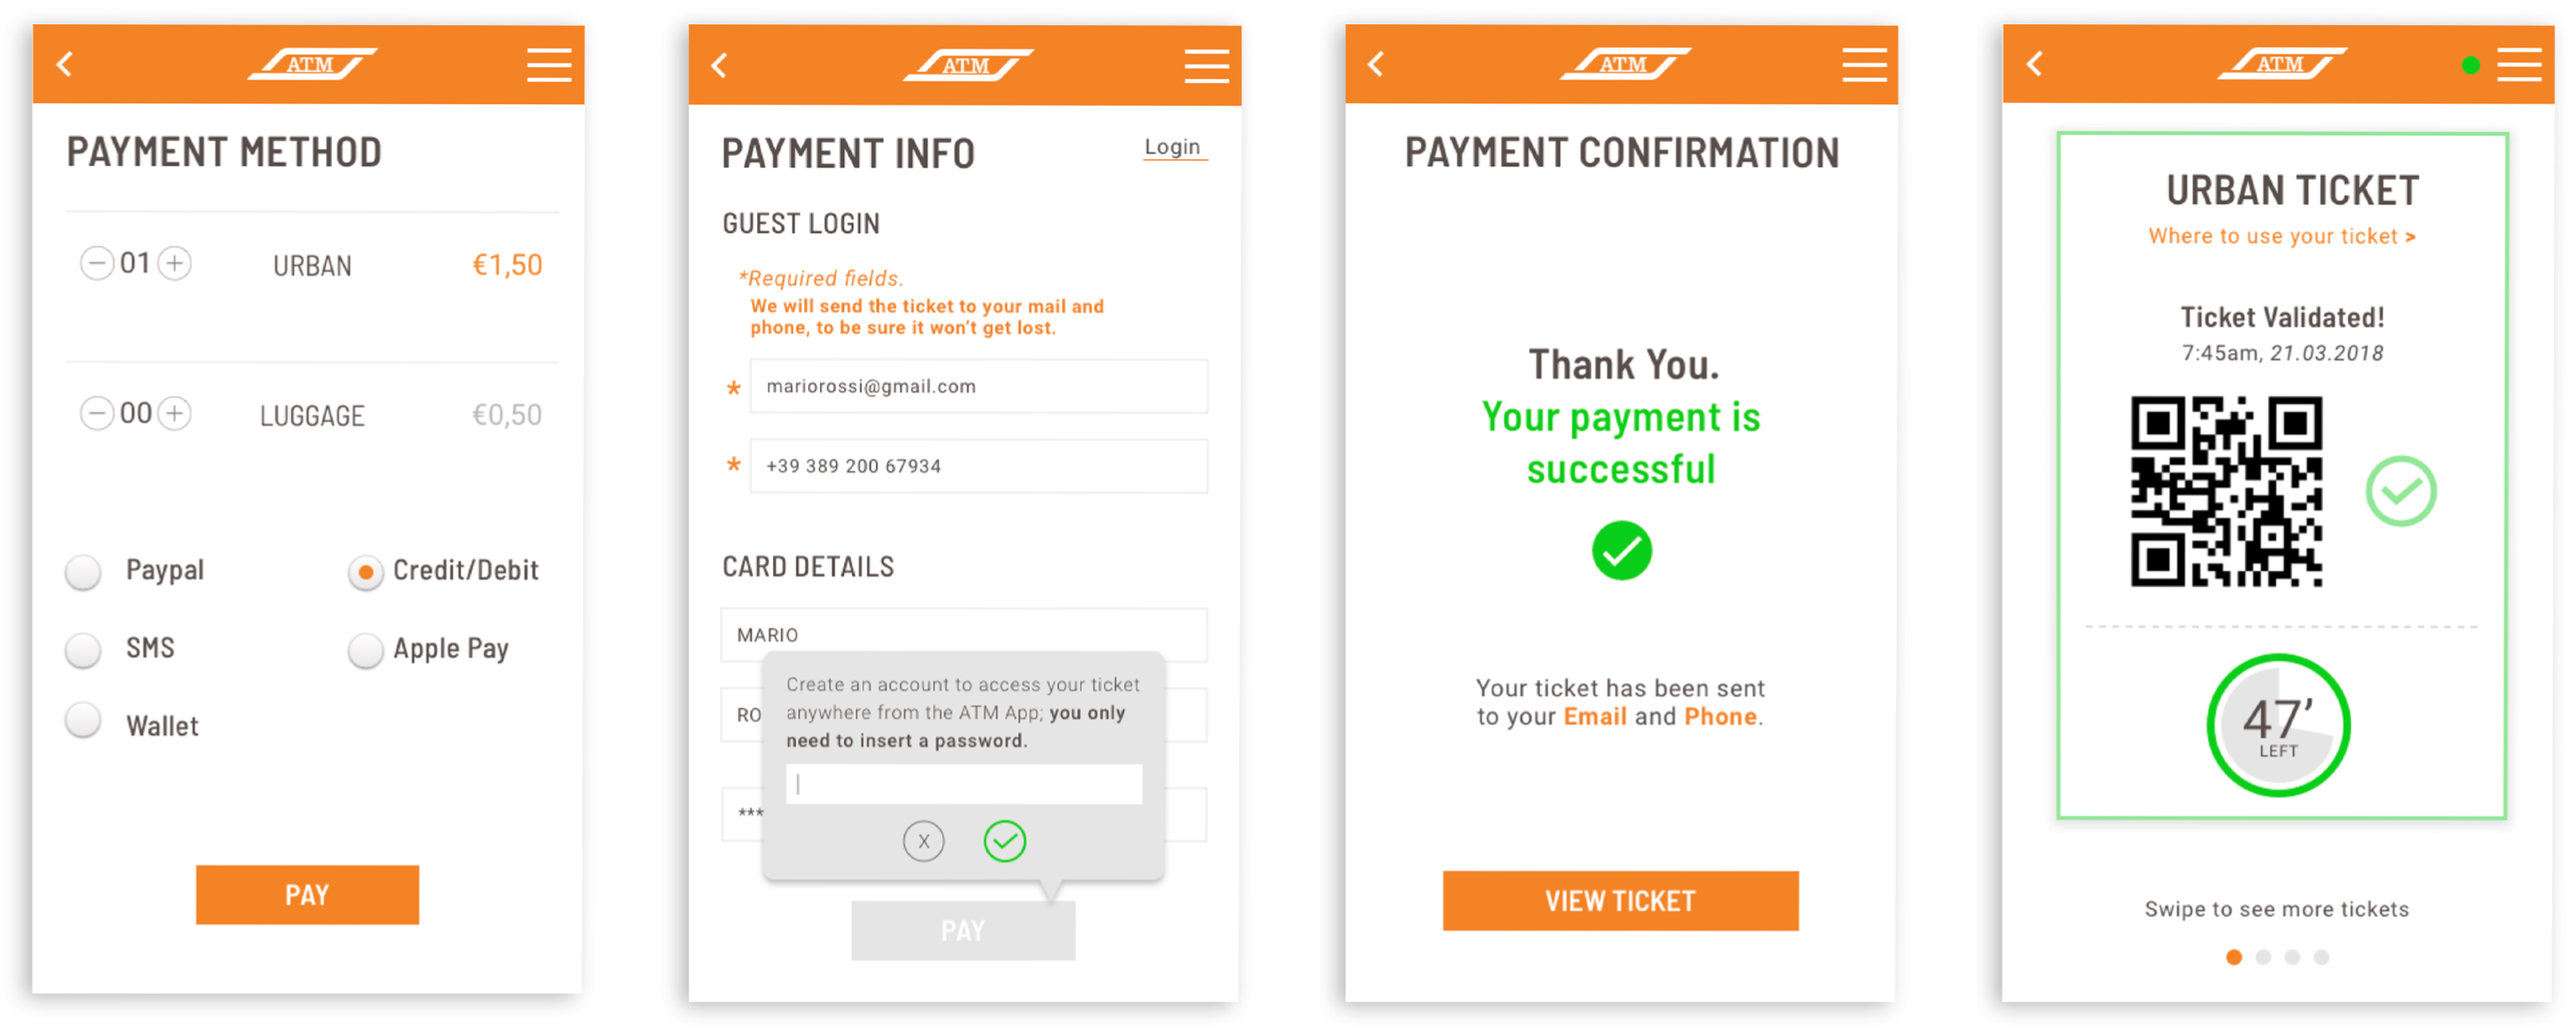 ATM
PAYMENT METHOD
01 URBAN €1,50
00 LUGGAGE €0,50
Paypal Credit/Debit
SMS Apple Pay
Wallet
PAY
ATM
PAYMENT INFO Login
GUEST LOGIN
*Required fields.
We will send the ticket to your mail and
phone, to be sure it won't get lost.
* mariorossi@gmail.com
* +39 389 200 67934
CARD DETAILS
MARIO
RO
***
Create an account to access your ticket
anywhere from the ATM App; you only
need to insert a password.
X
PAY
ATM
PAYMENT CONFIRMATION
Thank You.
Your payment is
successful
Your ticket has been sent
to your Email and Phone.
VIEW TICKET
ATM
URBAN TICKET
Where to use your ticket >
Ticket Validated!
7:45am, 21.03.2018
47’
LEFT
Swipe to see more tickets